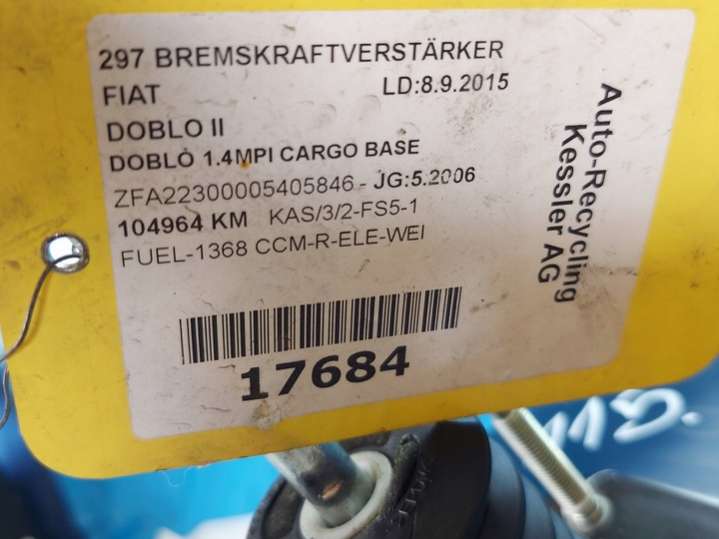 297 BREMSKRAFTVERSTÄRKER
FIAT LD:8.9.2015
DOBLO II
DOBLÒ 1.4MPI CARGO BASE
ZFA22300005405846 - JG:5.2006
104964 KM KAS/3/2-FS5-1
FUEL-1368 CCM-R-ELE-WEI
17684
Auto-Recycling
Kessler AG